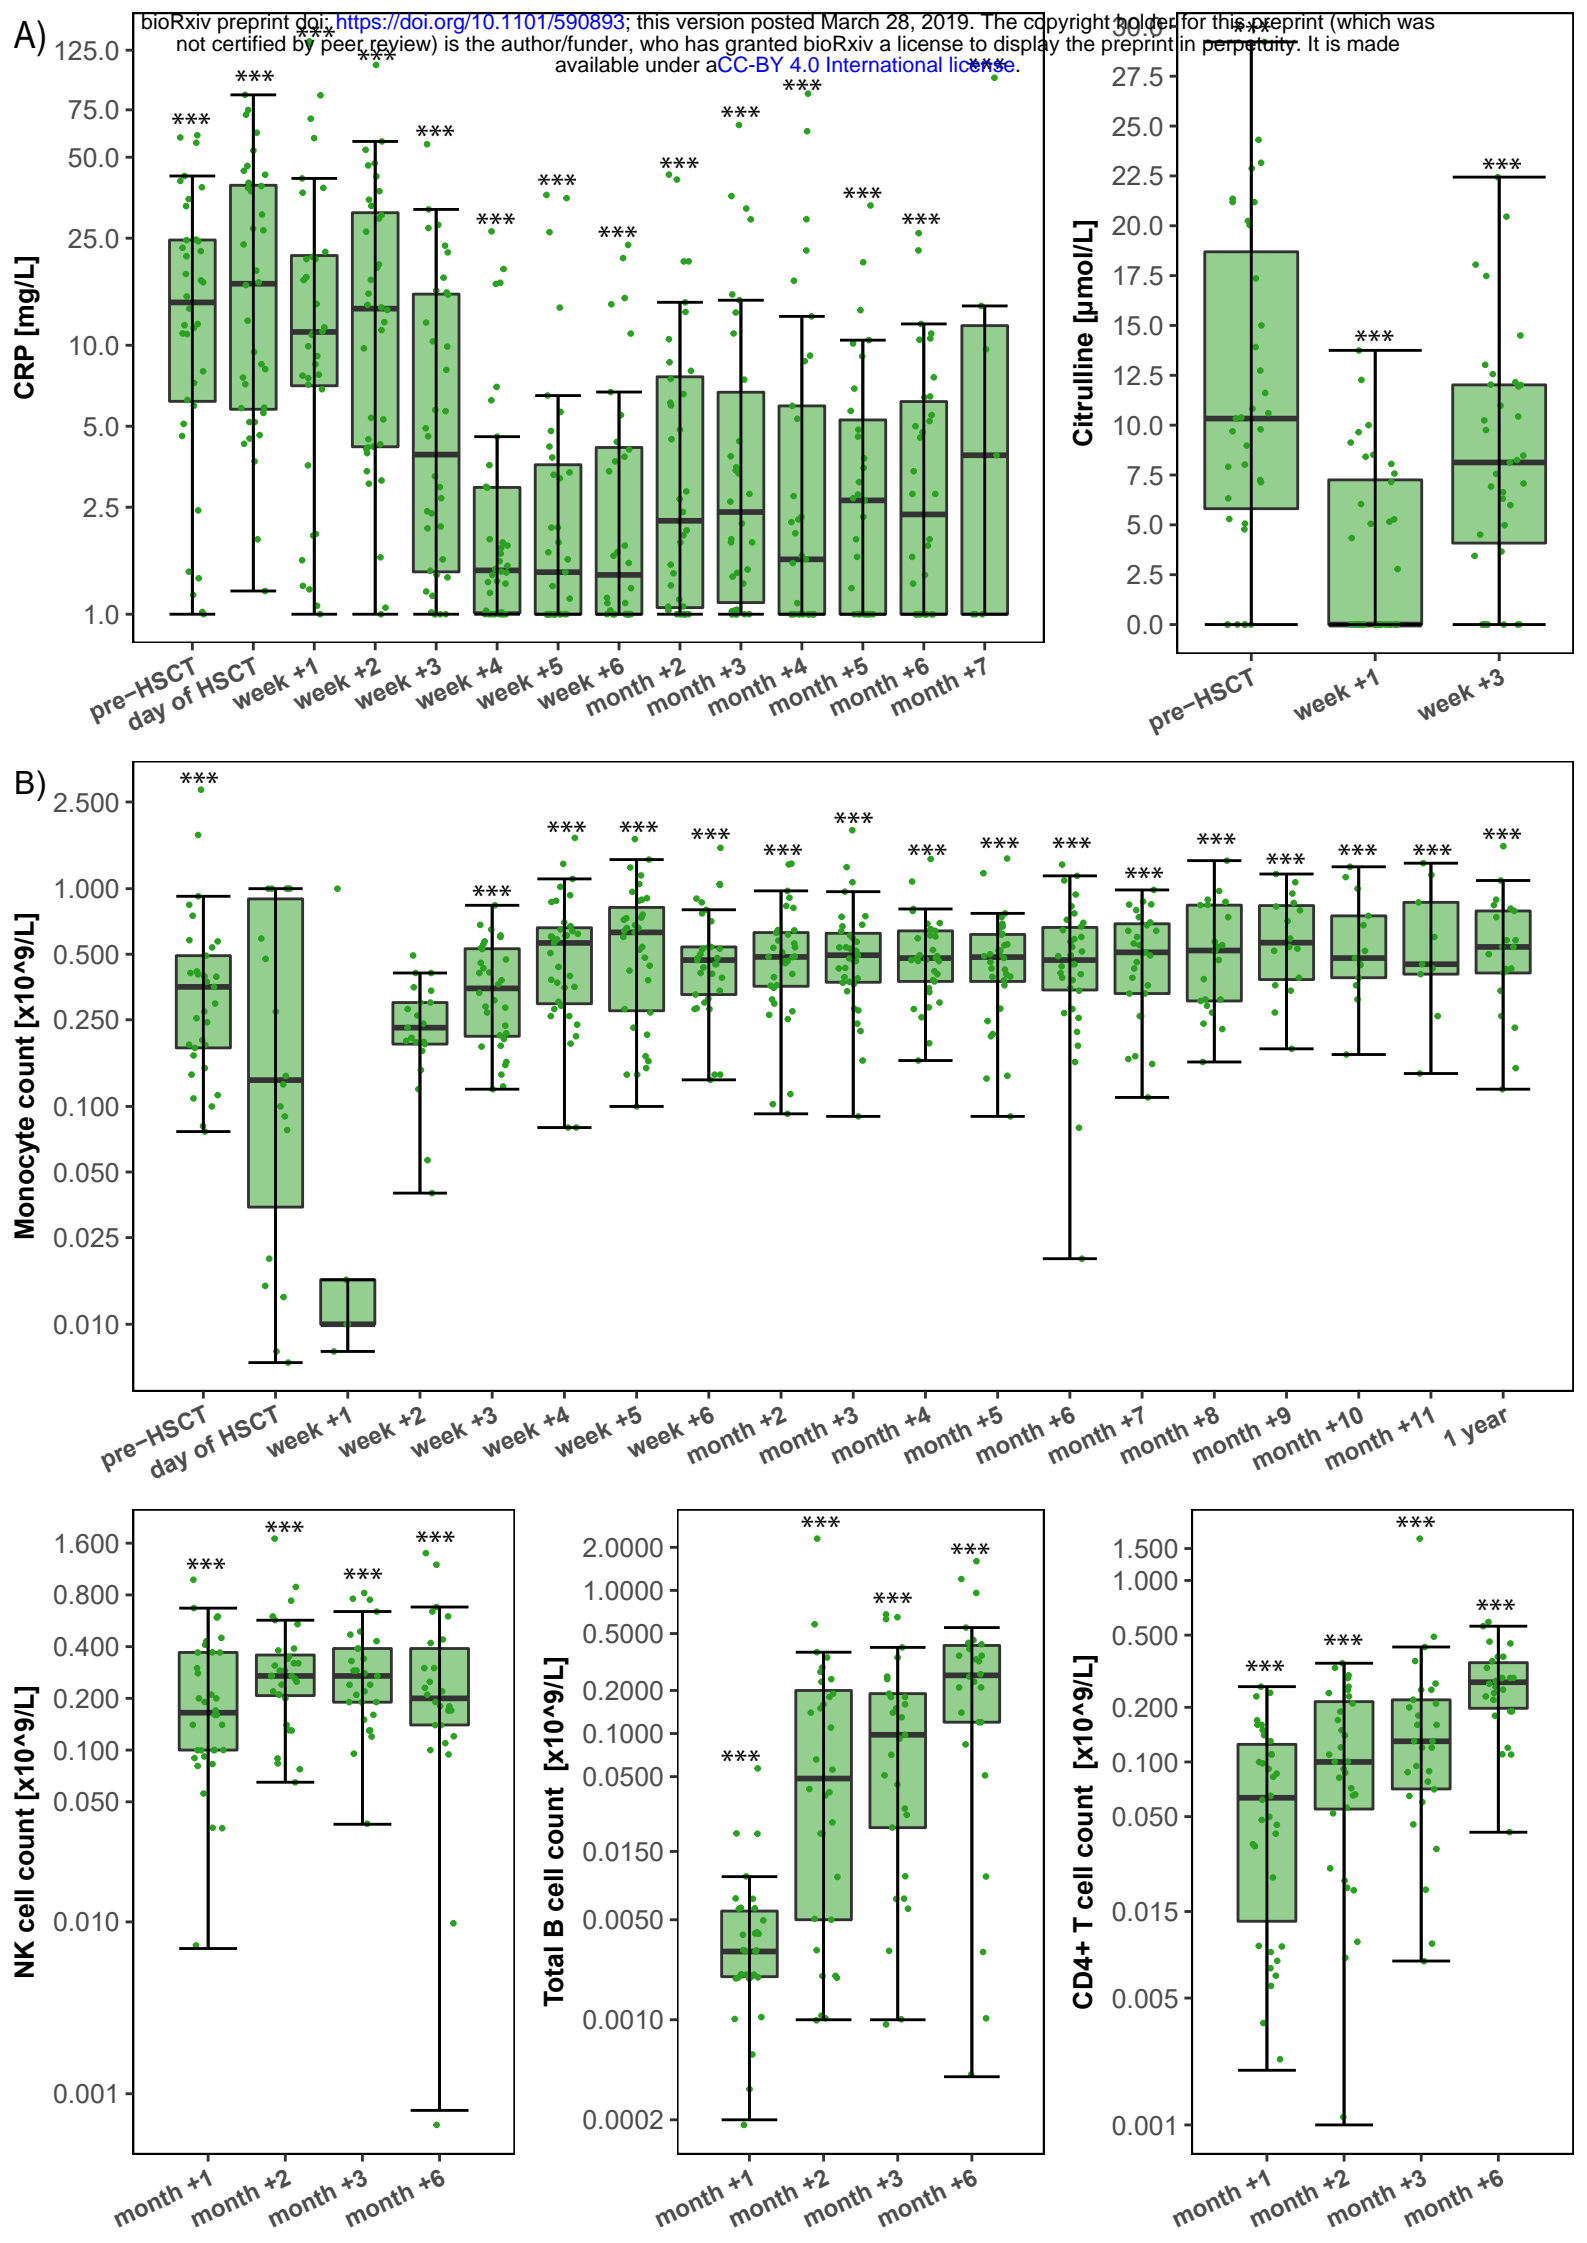 bioRxiv preprint doi: https://doi.org/10.1101/590893; this version posted March 28, 2019. The copyright holder for this preprint (which was
not certified by peer review) is the author/funder, who has granted bioRxiv a license to display the preprint in perpetuity. It is made
available under aCC-BY 4.0 International license.
A)
CRP [mg/L]
125.0
75.0
50.0
25.0
10.0
5.0
2.5
1.0
*** *** *** *** *** *** *** *** *** *** *** *** *** ***
pre−HSCT
day of HSCT
week +1
week +2
week +3
week +4
week +5
week +6
month +2
month +3
month +4
month +5
month +6
month +7
Citrulline [µmol/L]
30.0
27.5
25.0
22.5
20.0
17.5
15.0
12.5
10.0
7.5
5.0
2.5
0.0
*** *** ***
pre−HSCT
week +1
week +3
B)
Monocyte count [x10^9/L]
2.500
1.000
0.500
0.250
0.100
0.050
0.025
0.010
*** *** *** *** *** *** *** *** *** *** *** *** *** *** *** ***
pre−HSCT
day of HSCT
week +1
week +2
week +3
week +4
week +5
week +6
month +2
month +3
month +4
month +5
month +6
month +7
month +8
month +9
month +10
month +11
1 year
NK cell count [x10^9/L]
1.600
0.800
0.400
0.200
0.100
0.050
0.010
0.001
*** *** *** ***
month +1
month +2
month +3
month +6
Total B cell count [x10^9/L]
2.0000
1.0000
0.5000
0.2000
0.1000
0.0500
0.0150
0.0050
0.0010
0.0002
*** *** *** ***
month +1
month +2
month +3
month +6
CD4+ T cell count [x10^9/L]
1.500
1.000
0.500
0.200
0.100
0.050
0.015
0.005
0.001
*** *** *** ***
month +1
month +2
month +3
month +6